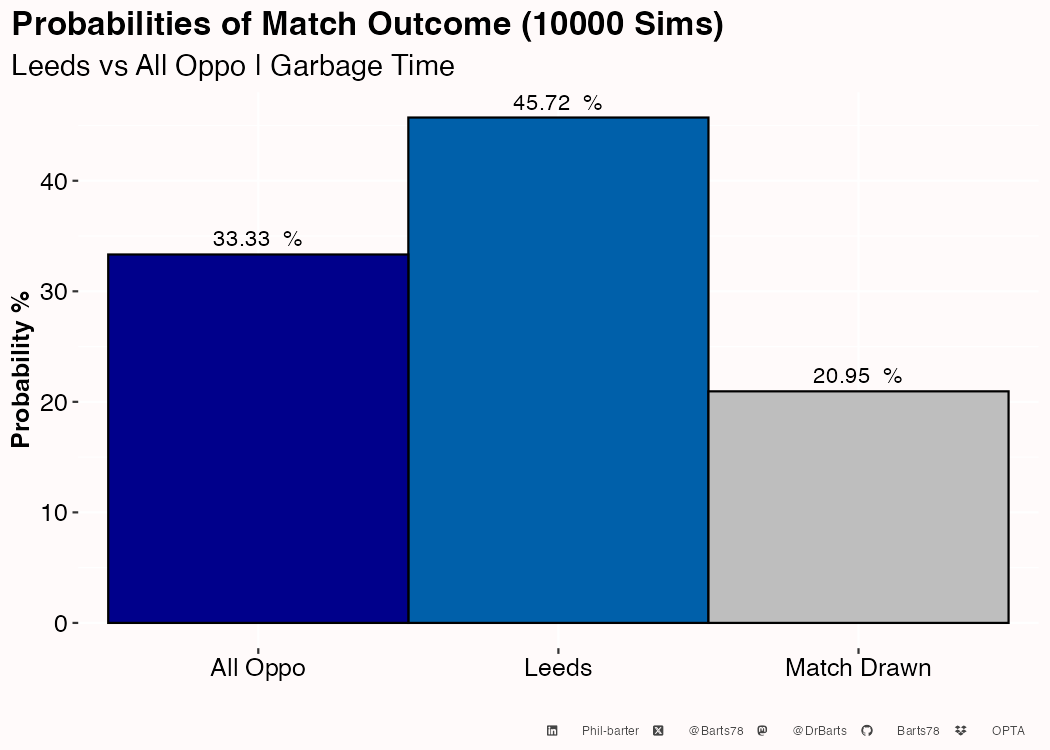 Probabilities of Match Outcome (10000 Sims)
Leeds vs All Oppo | Garbage Time
45.72 %
33.33 %
20.95 %
40
30
20
10
0
Probability %
All Oppo Leeds Match Drawn
Phil-barter @Barts78 @DrBarts Barts78 OPTA